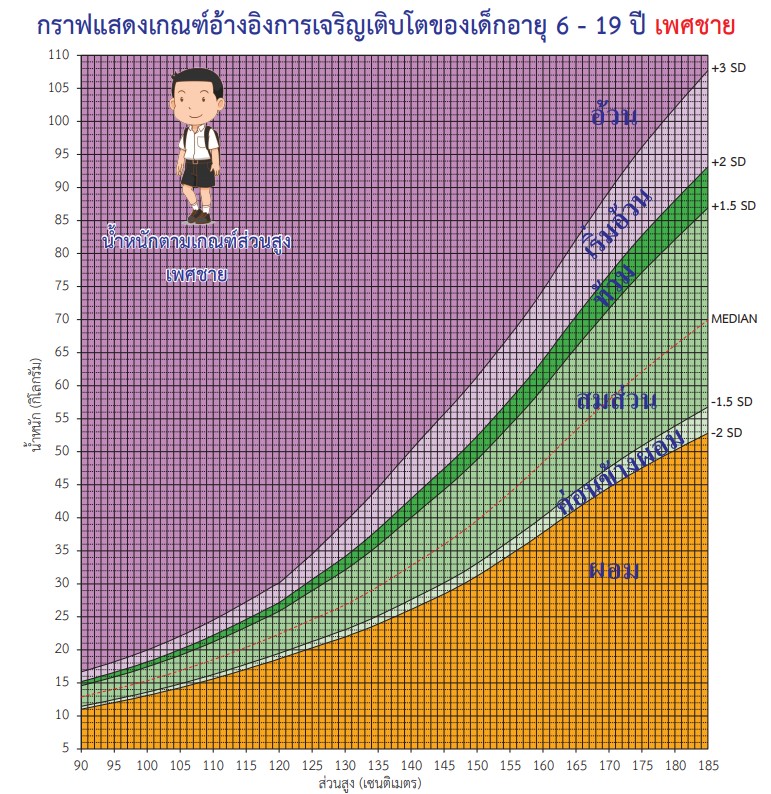 กราฟแสดงเกณฑ์อ้างอิงการเจริญเติบโตของเด็กอายุ 6 - 19 ปี เพศชาย
110
105
100
95
90
85
80
75
70
65
60
55
50
45
40
35
30
25
20
15
10
5
น้ำหนัก (กิโลกรัม)
น้ำหนักตามเกณฑ์ส่วนสูง
เพศชาย
อ้วน
เริ่มอ้วน
ท้วม
สมส่วน
ค่อนข้างผอม
ผอม
+3 SD
+2 SD
+1.5 SD
MEDIAN
-1.5 SD
-2 SD
90 95 100 105 110 115 120 125 130 135 140 145 150 155 160 165 170 175 180 185
ส่วนสูง (เซนติเมตร)